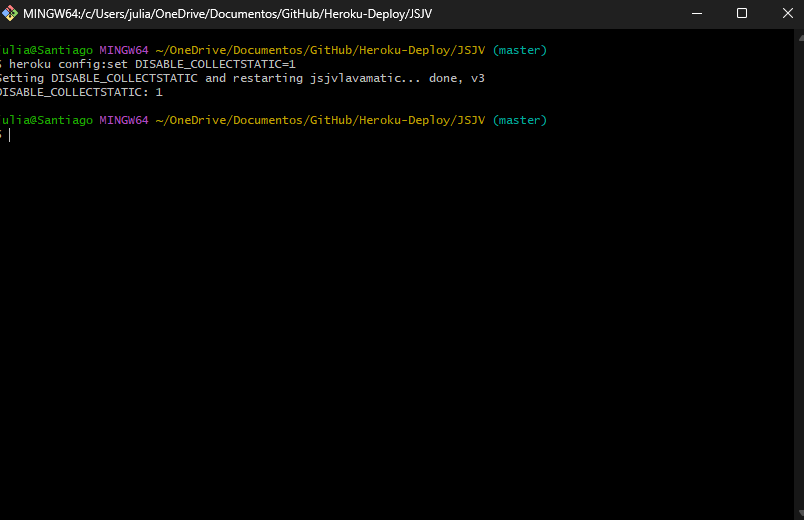 MINGW64:/c/Users/julia/OneDrive/Documentos/GitHub/Heroku-Deploy/JSJV
ulia@Santiago MINGW64 ~/OneDrive/Documentos/GitHub/Heroku-Deploy/JSJV (master)
$ heroku config:set DISABLE_COLLECTSTATIC=1
Setting DISABLE_COLLECTSTATIC and restarting jsjvlavamatic... done, v3
DISABLE_COLLECTSTATIC: 1
ulia@Santiago MINGW64 ~/OneDrive/Documentos/GitHub/Heroku-Deploy/JSJV (master)
$